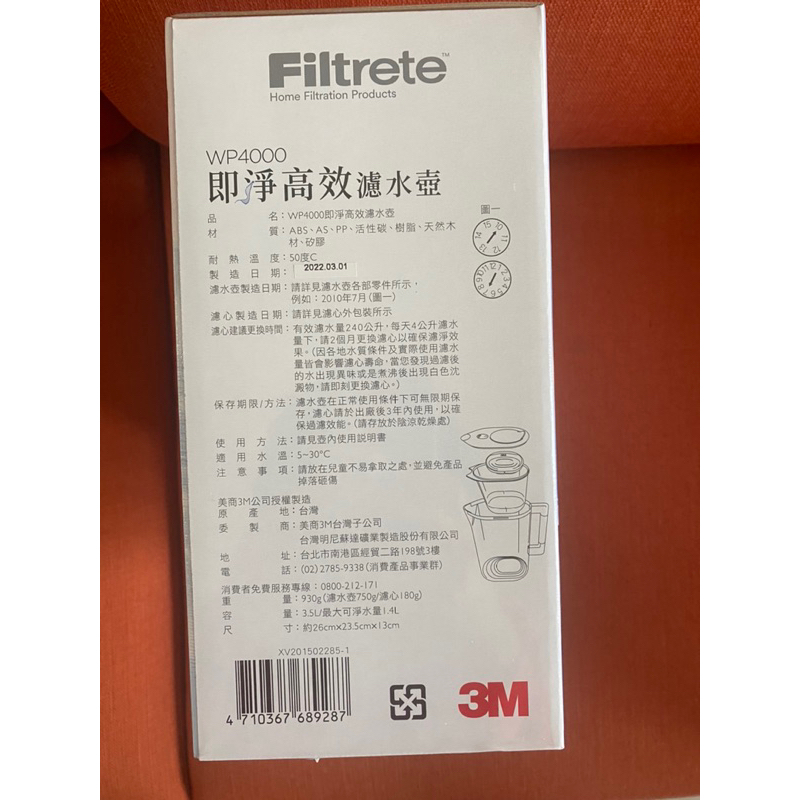 Filtrete™
Home Filtration Products
WP4000
即淨高效濾水壺
品名：WP4000即淨高效濾水壺
材質：ABS、AS、PP、活性碳、樹脂、天然木
材、矽膠
耐熱溫度：50度C
製造日期：2022.03.01
濾水壺製造日期：請詳見濾水壺各部零件所示，
例如：2010年7月(圖一)
濾心製造日期：請詳見濾心外包裝所示
濾心建議更換時間：有效濾水量240公升，每天4公升濾水
量下，請2個月更換濾心以確保濾淨效
果。(因各地水質條件及實際使用濾水
量皆會影響濾心壽命，當您發現過濾後
的水出現異味或是煮沸後出現白色沈
澱物，請即刻更換濾心。)
保存期限/方法：濾水壺在正常使用條件下可無限期保
存，濾心請於出廠後3年內使用，以確
保過濾效能。(請存放於陰涼乾燥處)
使用方法：請見壺內使用説明書
適用水溫：5~30°C
注意事項：請放在兒童不易拿取之處，並避免產品
掉落砸傷
美商3M公司授權製造
原產地：台灣
委製商：美商3M台灣子公司
台灣明尼蘇達礦業製造股份有限公司
地址：台北市南港區經貿二路198號3樓
電話：(02)2785-9338(消費產品事業群)
消費者免費服務專線：0800-212-171
重量：930g(濾水壺750g/濾心180g)
容量：3.5L/最大可淨水量1.4L
尺寸：約26cmx23.5cmx13cm
圖一
XV201502285-1
4 710367 689287
3M